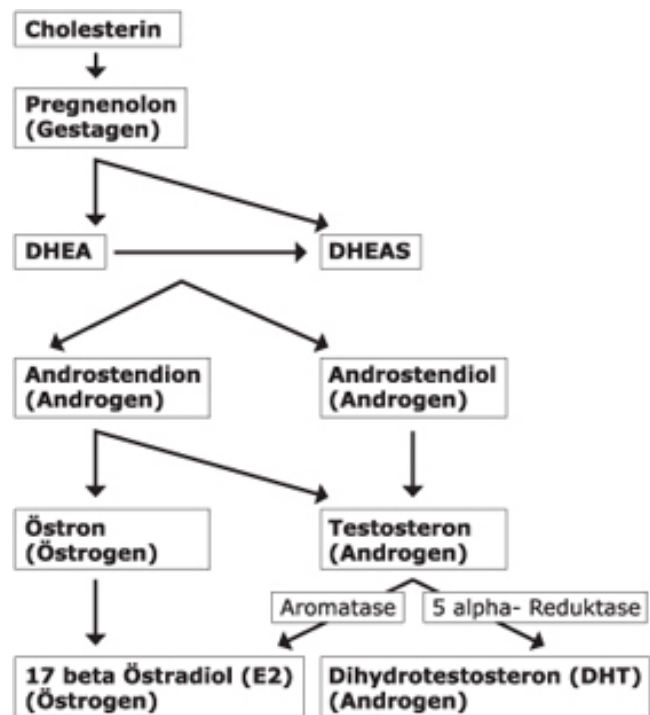 Cholesterin
Pregnenolon
(Gestagen)
DHEA
DHEAS
Androstendion
(Androgen)
Androstendiol
(Androgen)
Östron
(Östrogen)
Testosteron
(Androgen)
Aromatase
5 alpha- Reduktase
17 beta Östradiol (E2)
(Östrogen)
Dihydrotestosteron (DHT)
(Androgen)